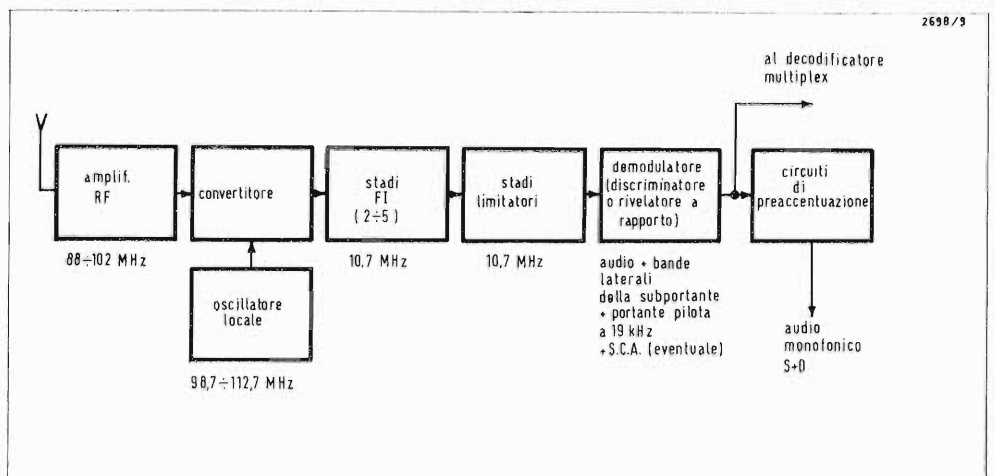 2698/9
al decodificatore
multiplex
amplif.
RF
convertitore
stadi
FI
(2÷5)
stadi
limitatori
demodulatore
(discriminatore
o rivelatore a
rapporto)
circuiti
di
preaccentuazione
88÷102 MHz
10,7 MHz
10,7 MHz
oscillatore
locale
98,7÷112,7 MHz
audio + bande
laterali
della subportante
+ portante pilota
a 19 kHz
+S.C.A. (eventuale)
audio
monofonico
S+D